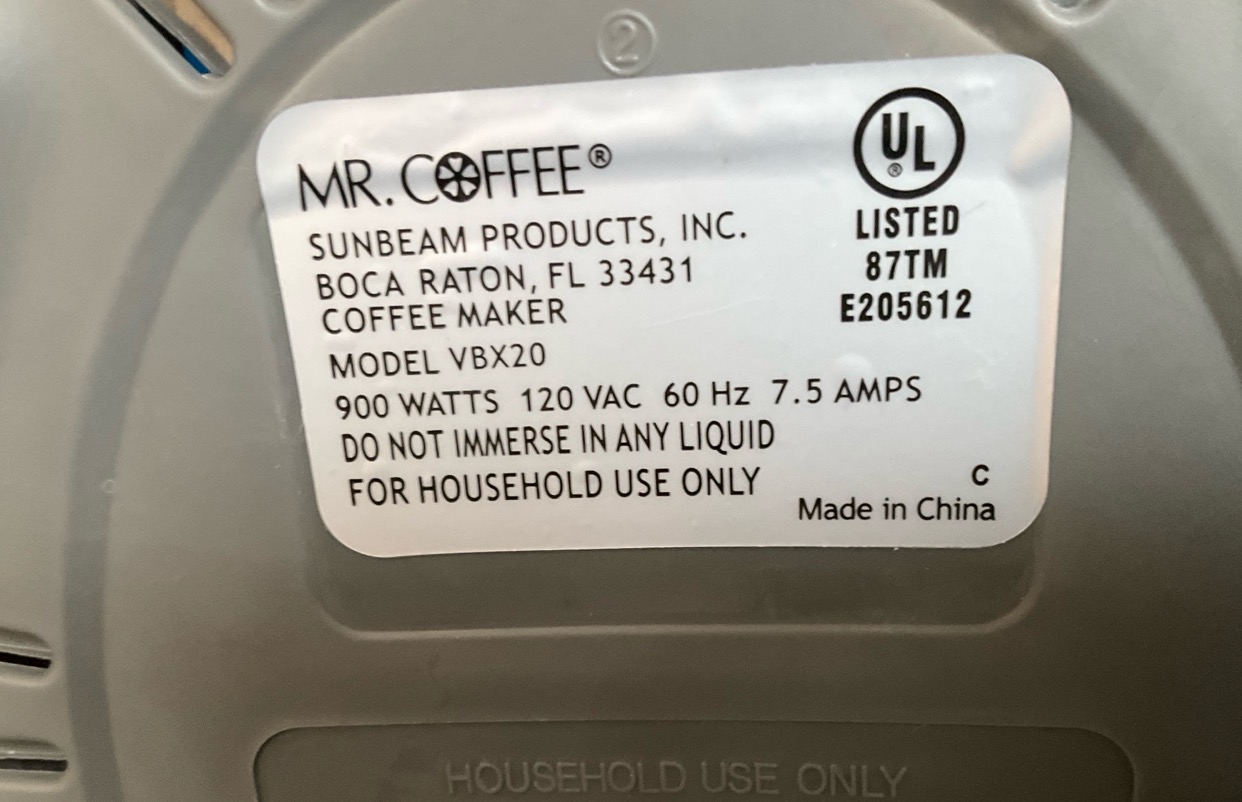 2
MR. COFFEE®
SUNBEAM PRODUCTS, INC.
BOCA RATON, FL 33431
COFFEE MAKER
MODEL VBX20
900 WATTS 120 VAC 60 Hz 7.5 AMPS
DO NOT IMMERSE IN ANY LIQUID
FOR HOUSEHOLD USE ONLY
UL®
LISTED
87TM
E205612
C
Made in China
HOUSEHOLD USE ONLY